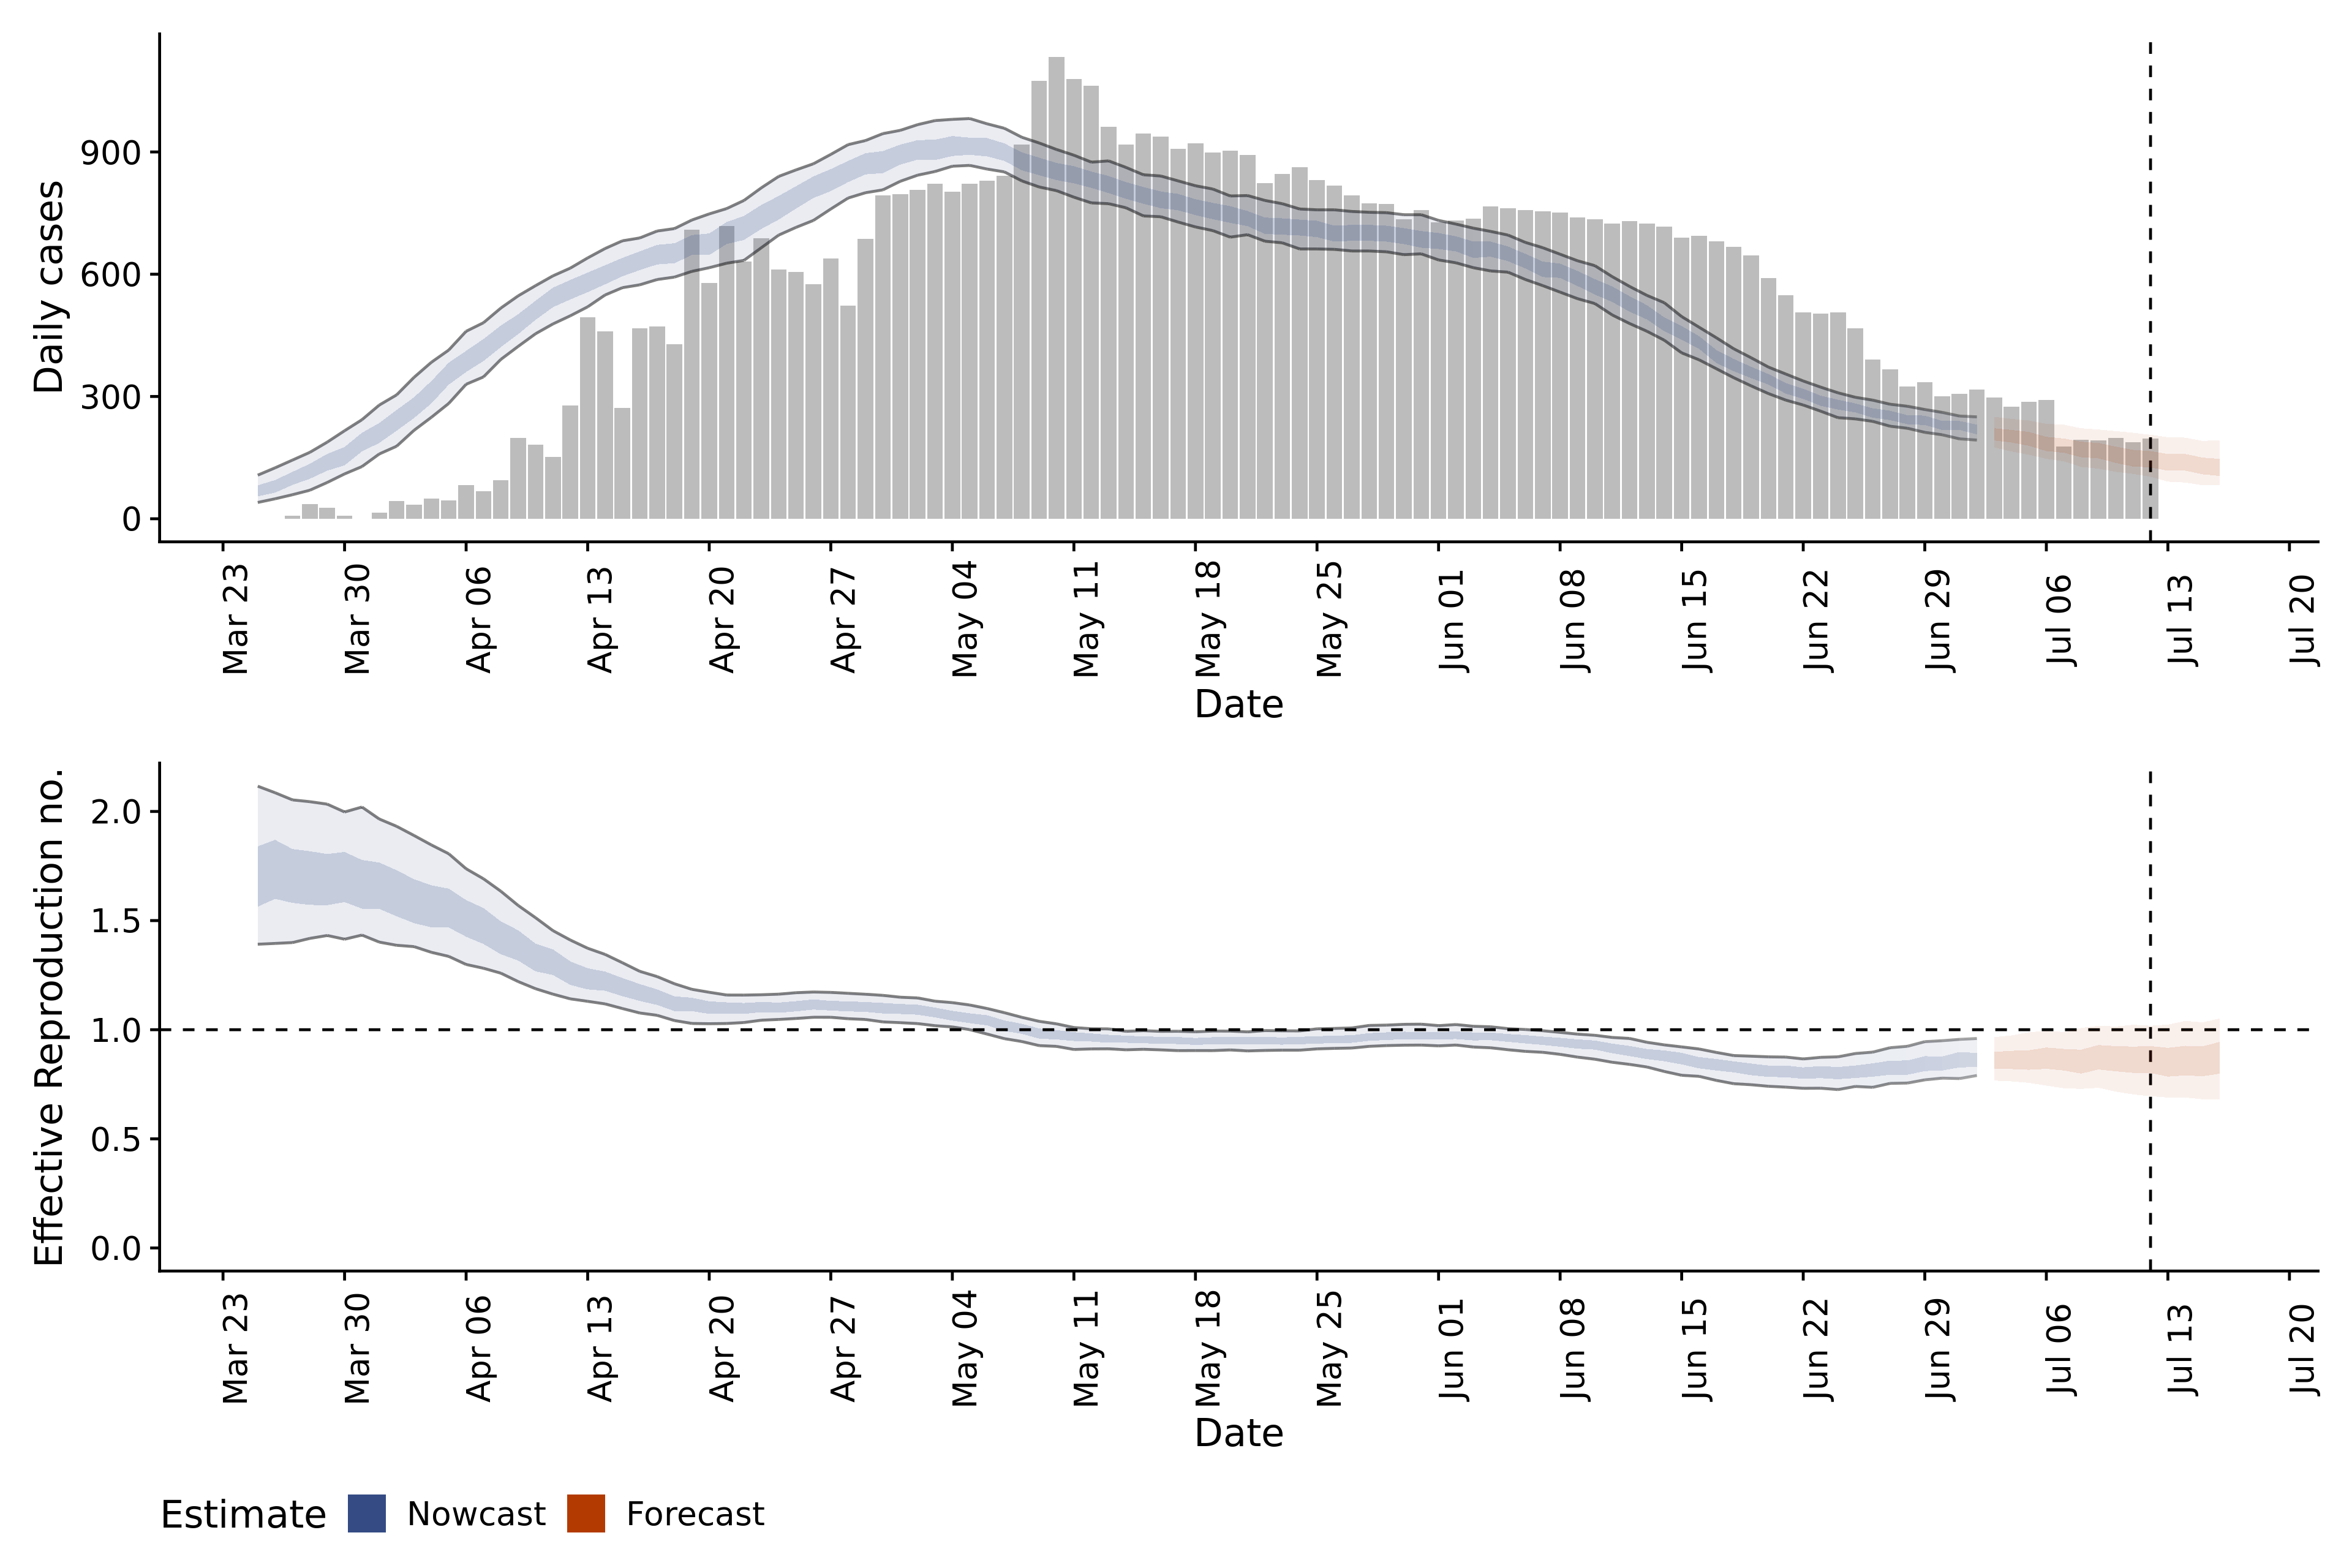 Daily cases
900
600
300
0
Mar 23
Mar 30
Apr 06
Apr 13
Apr 20
Apr 27
May 04
May 11
May 18
May 25
Jun 01
Jun 08
Jun 15
Jun 22
Jun 29
Jul 06
Jul 13
Jul 20
Date
Effective Reproduction no.
2.0
1.5
1.0
0.5
0.0
Mar 23
Mar 30
Apr 06
Apr 13
Apr 20
Apr 27
May 04
May 11
May 18
May 25
Jun 01
Jun 08
Jun 15
Jun 22
Jun 29
Jul 06
Jul 13
Jul 20
Date
Estimate Nowcast Forecast